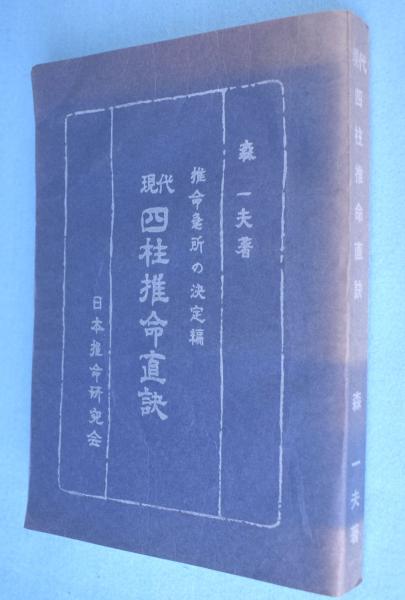 森一夫著
推命急所の決定編
現代
四柱推命直訣
日本推命研究会
現代四柱推命直訣 森一夫著